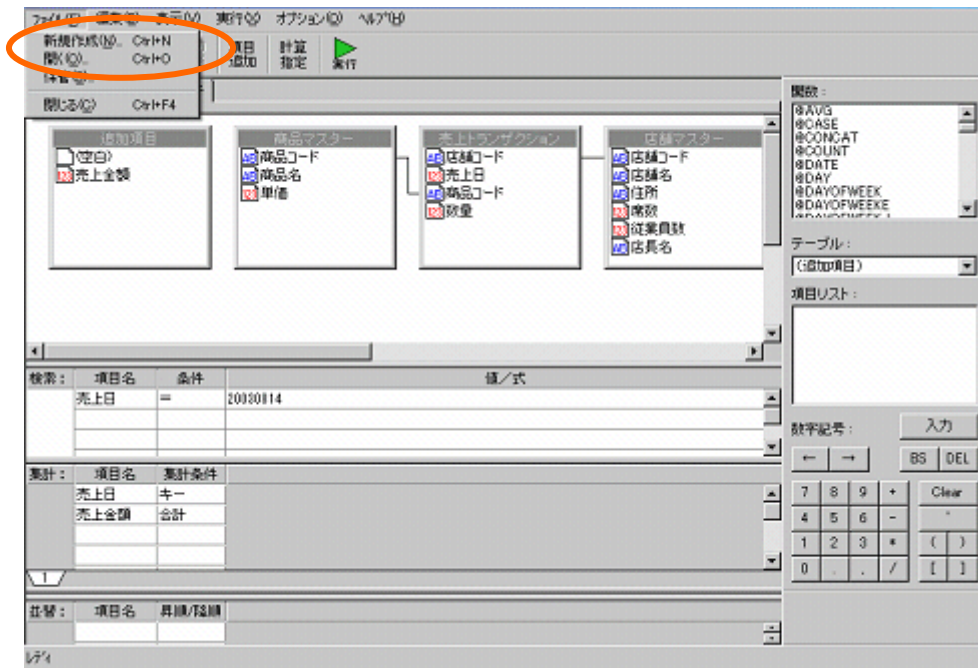 ファイル(F) 編集(E) 表示(V) 実行(X) オプション(O) ヘルプ(H)
新規作成(N)... Ctrl+N
開く(O)... Ctrl+O
保管(S)...
閉じる(C) Ctrl+F4
項目追加
計算指定
実行
追加項目
(空白)
売上金額
商品マスター
商品コード
商品名
単価
売上トランザクション
店舗コード
売上日
商品コード
数量
店舗マスター
店舗コード
店舗名
住所
席数
従業員数
店長名
関数:
@AVG
@CASE
@CONCAT
@COUNT
@DATE
@DAY
@DAYOFWEEK
@DAYOFWEEKE
テーブル:
(追加項目)
項目リスト:
検索: 項目名 条件 値/式
売上日 = 20030814
集計: 項目名 集計条件
売上日 キー
売上金額 合計
1
並替: 項目名 昇順/降順
数字記号: 入力
← → BS DEL
7 8 9 + Clear
4 5 6 - "
1 2 3 * ( )
0 , . / [ ]
レディ